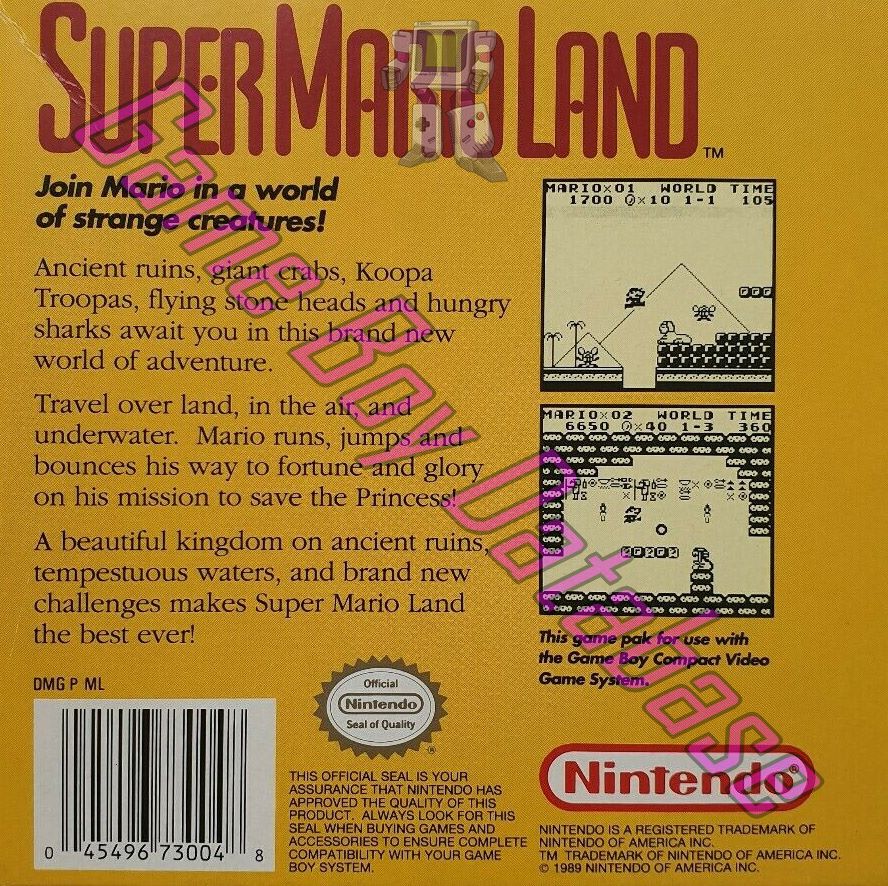 SUPER MARIO LAND
TM
Join Mario in a world
of strange creatures!
Ancient ruins, giant crabs, Koopa
Troopas, flying stone heads and hungry
sharks await you in this brand new
world of adventure.
Travel over land, in the air, and
underwater. Mario runs, jumps and
bounces his way to fortune and glory
on his mission to save the Princess!
A beautiful kingdom on ancient ruins,
tempestuous waters, and brand new
challenges makes Super Mario Land
the best ever!
MARIO×01 WORLD TIME
1700 ×10 1-1 105
MARIO×02 WORLD TIME
6650 ×40 1-3 360
This game pak for use with
the Game Boy Compact Video
Game System.
DMG P ML
0 45496 73004 8
Official
Nintendo
Seal of Quality
®
THIS OFFICIAL SEAL IS YOUR
ASSURANCE THAT NINTENDO HAS
APPROVED THE QUALITY OF THIS
PRODUCT. ALWAYS LOOK FOR THIS
SEAL WHEN BUYING GAMES AND
ACCESSORIES TO ENSURE COMPLETE
COMPATIBILITY WITH YOUR GAME
BOY SYSTEM.
Nintendo®
NINTENDO IS A REGISTERED TRADEMARK OF
NINTENDO OF AMERICA INC.
TM TRADEMARK OF NINTENDO OF AMERICA INC.
© 1989 NINTENDO OF AMERICA INC.
Game Boy Database